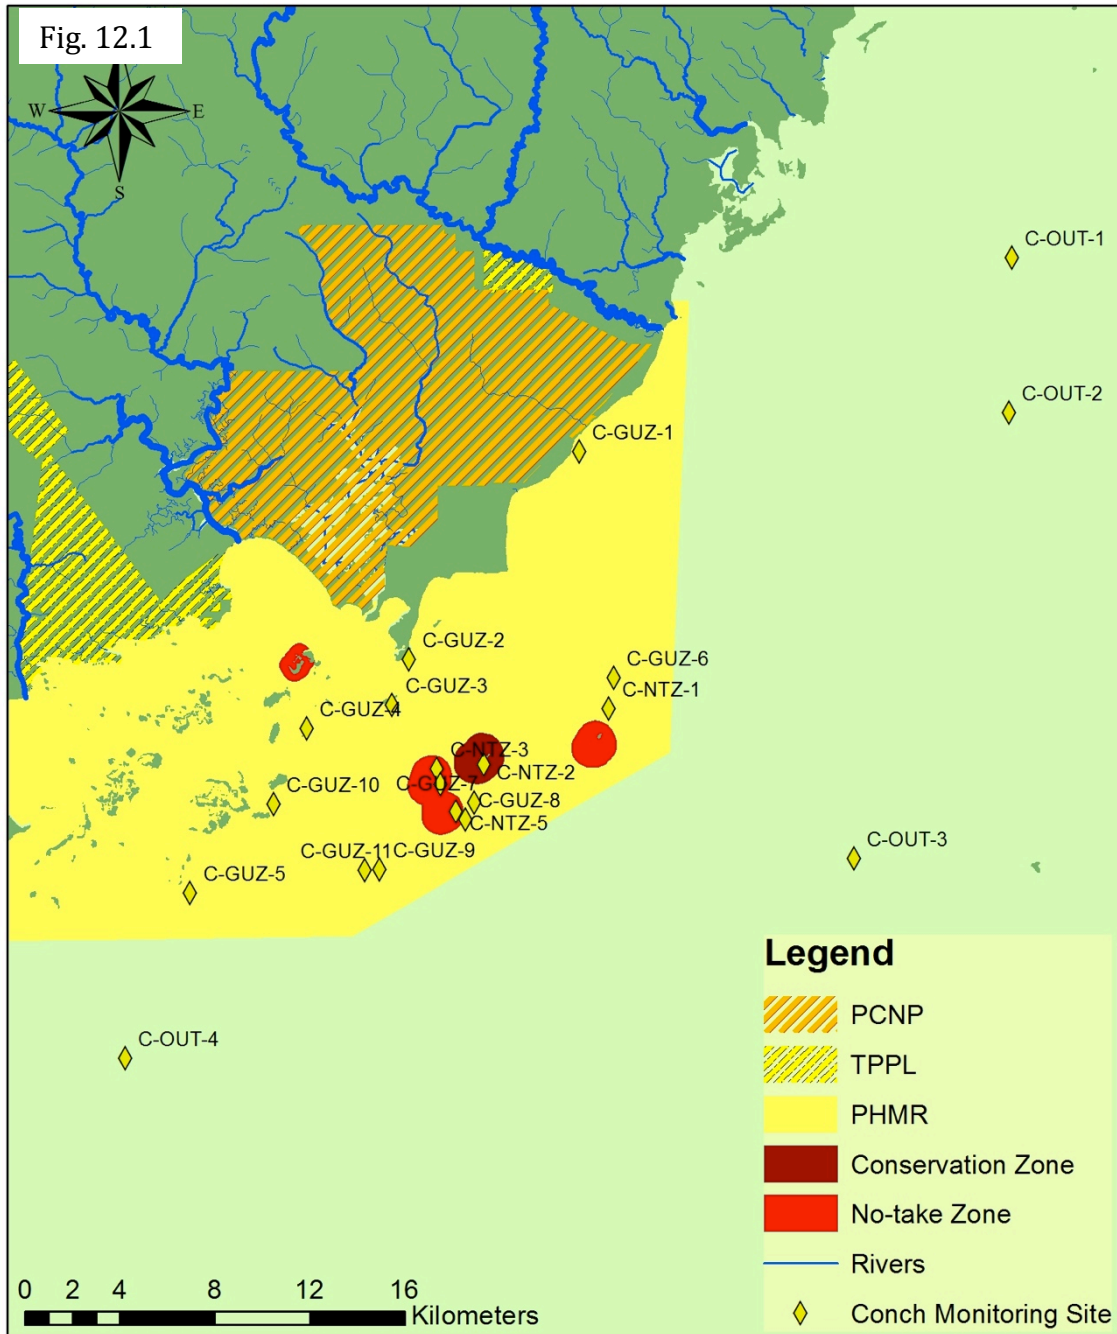 Fig. 12.1
W
E
S
C-OUT-1
C-OUT-2
C-GUZ-1
C-GUZ-2
C-GUZ-6
C-GUZ-3
C-NTZ-1
C-GUZ-4
C-NTZ-3
C-NTZ-2
C-GUZ-7
C-GUZ-10
C-GUZ-8
C-NTZ-5
C-GUZ-11
C-GUZ-9
C-OUT-3
C-GUZ-5
C-OUT-4
Legend
PCNP
TPPL
PHMR
Conservation Zone
No-take Zone
Rivers
Conch Monitoring Site
0 2 4 8 12 16
Kilometers